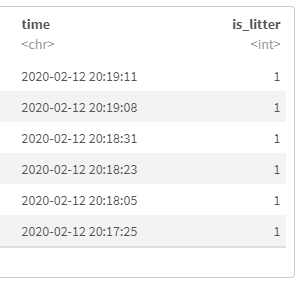 time is_litter
<chr> <int>
2020-02-12 20:19:11 1
2020-02-12 20:19:08 1
2020-02-12 20:18:31 1
2020-02-12 20:18:23 1
2020-02-12 20:18:05 1
2020-02-12 20:17:25 1